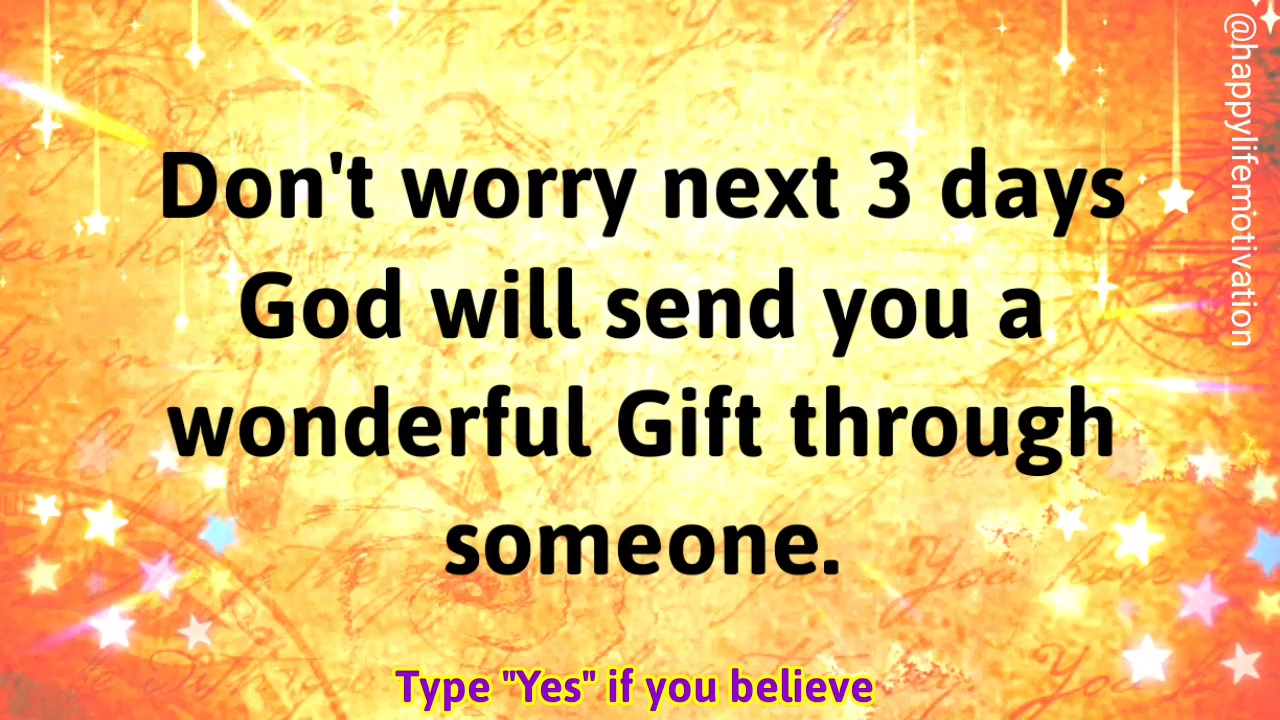 Don't worry next 3 days
God will send you a
wonderful Gift through
someone.
Type "Yes" if you believe
@happylifemotivation